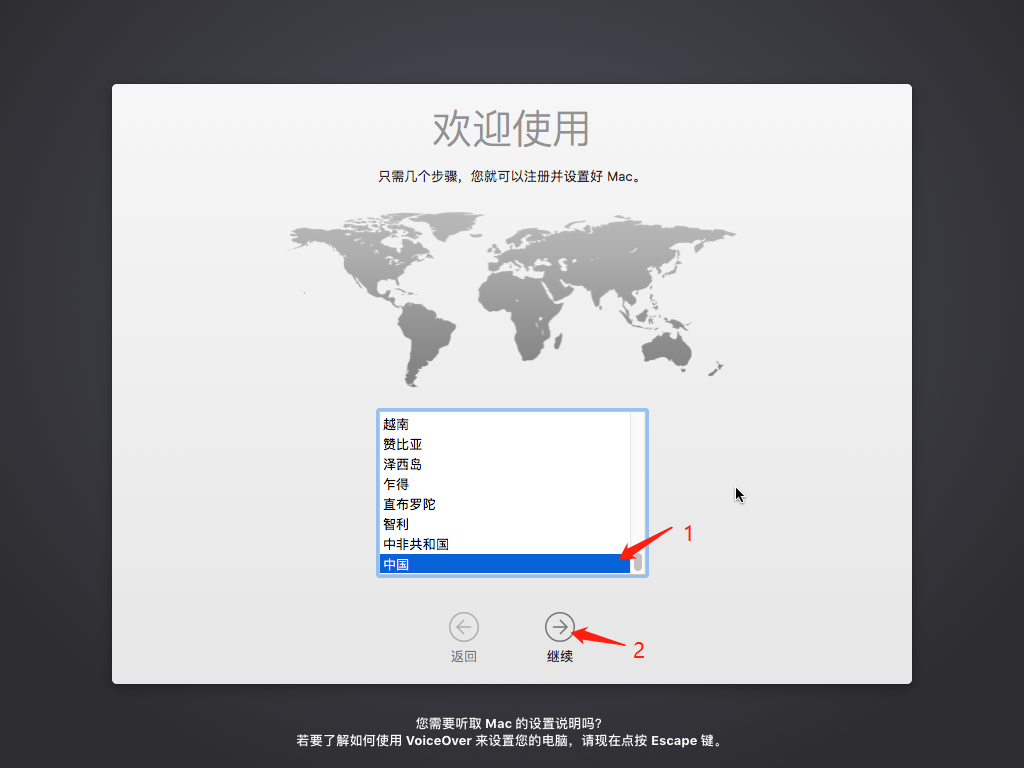 欢迎使用
只需几个步骤，您就可以注册并设置好 Mac。
越南
赞比亚
泽西岛
乍得
直布罗陀
智利
中非共和国
中国
1
返回
继续
2
您需要听取 Mac 的设置说明吗?
若要了解如何使用 VoiceOver 来设置您的电脑，请现在点按 Escape 键。